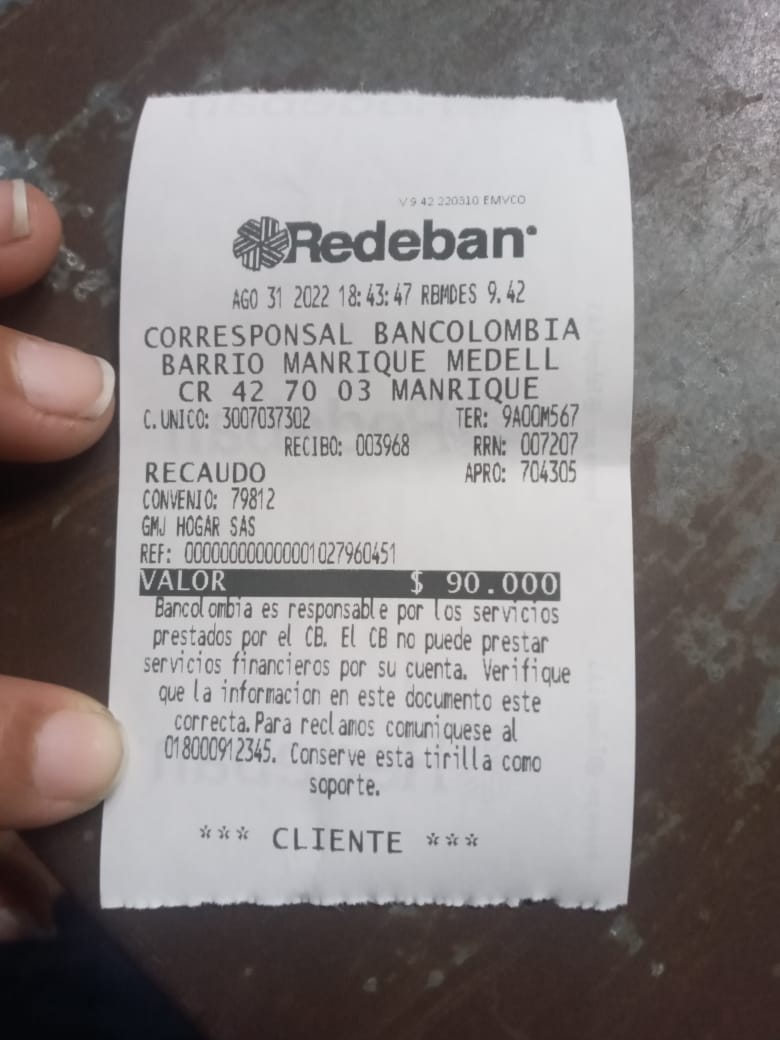 V 9.42 220310 EMVCO
Redeban
AGO 31 2022 18:43:47 RBMDES 9.42
CORRESPONSAL BANCOLOMBIA
BARRIO MANRIQUE MEDELL
CR 42 70 03 MANRIQUE
C.UNICO: 3007037302 TER: 9A00M567
RECIBO: 003968 RRN: 007207
RECAUDO APRO: 704305
CONVENIO: 79812
GMJ HOGAR SAS
REF: 000000000000001027960451
VALOR $ 90.000
Bancolombia es responsable por los servicios
prestados por el CB. El CB no puede prestar
servicios financieros por su cuenta. Verifique
que la informacion en este documento este
correcta.Para reclamos comuniquese al
018000912345. Conserve esta tirilla como
soporte.
*** CLIENTE ***